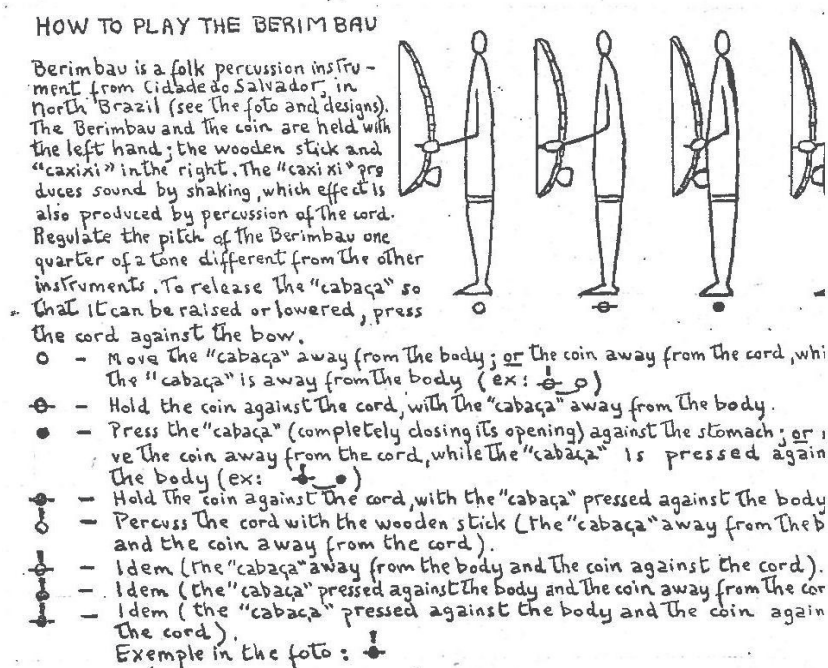 HOW TO PLAY THE BERIMBAU
Berimbau is a folk percussion instru-
ment from Cidade do Salvador, in
North Brazil (see the foto and designs).
The Berimbau and the coin are held with
the left hand; the wooden stick and
"caxixi" in the right. The "caxixi" pro
duces sound by shaking, which effect is
also produced by percussion of the cord.
Regulate the pitch of the Berimbau one
quarter of a tone different from the other
instruments. To release the "cabaça" so
that it can be raised or lowered, press
the cord against the bow.
- Move the "cabaça" away from the body; or the coin away from the cord, whi
the "cabaça" is away from the body (ex: )
- Hold the coin against the cord, with the "cabaça" away from the body.
- Press the "cabaça" (completely closing its opening) against the stomach; or
ve the coin away from the cord, while the "cabaça" is pressed again
the body (ex: )
- Hold the coin against the cord, with the "cabaça" pressed against the body
- Percuss the cord with the wooden stick (the "cabaça" away from the b
and the coin away from the cord).
- Idem (the "cabaça" away from the body and the coin against the cord).
- Idem (the "cabaça" pressed against the body and the coin away from the cor
- Idem (the "cabaça" pressed against the body and the coin again
the cord).
Exemple in the foto: